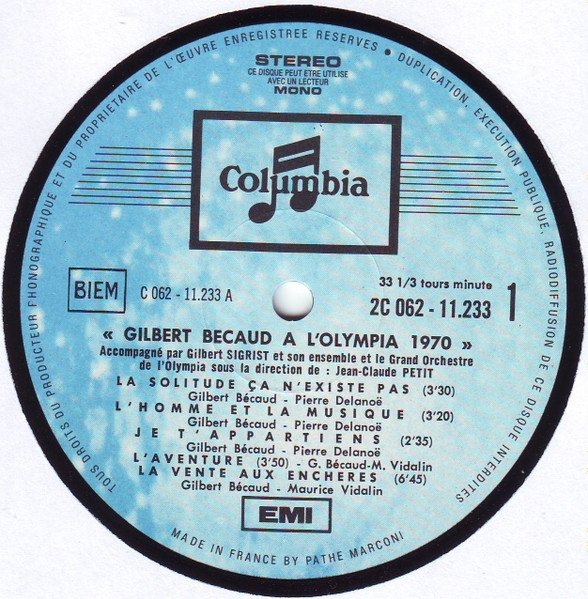 TOUS DROITS DU PRODUCTEUR PHONOGRAPHIQUE ET DU PROPRIETAIRE DE L'ŒUVRE ENREGISTREE RESERVES • DUPLICATION, EXECUTION PUBLIQUE, RADIODIFFUSION DE CE DISQUE INTERDITES
STEREO
CE DISQUE PEUT ETRE UTILISE
AVEC UN LECTEUR
MONO
Columbia
BIEM
C 062 - 11.233 A
33 1/3 tours minute
2C 062 - 11.233
1
« GILBERT BECAUD A L'OLYMPIA 1970 »
Accompagné par Gilbert SIGRIST et son ensemble et le Grand Orchestre
de l'Olympia sous la direction de : Jean-Claude PETIT
LA SOLITUDE ÇA N'EXISTE PAS (3'30)
Gilbert Bécaud - Pierre Delanoë
L'HOMME ET LA MUSIQUE (3'20)
Gilbert Bécaud - Pierre Delanoë
JE T'APPARTIENS (2'35)
Gilbert Bécaud - Pierre Delanoë
L'AVENTURE (3'50) - G. Bécaud-M. Vidalin
LA VENTE AUX ENCHERES (6'45)
Gilbert Bécaud - Maurice Vidalin
EMI
MADE IN FRANCE BY PATHE MARCONI